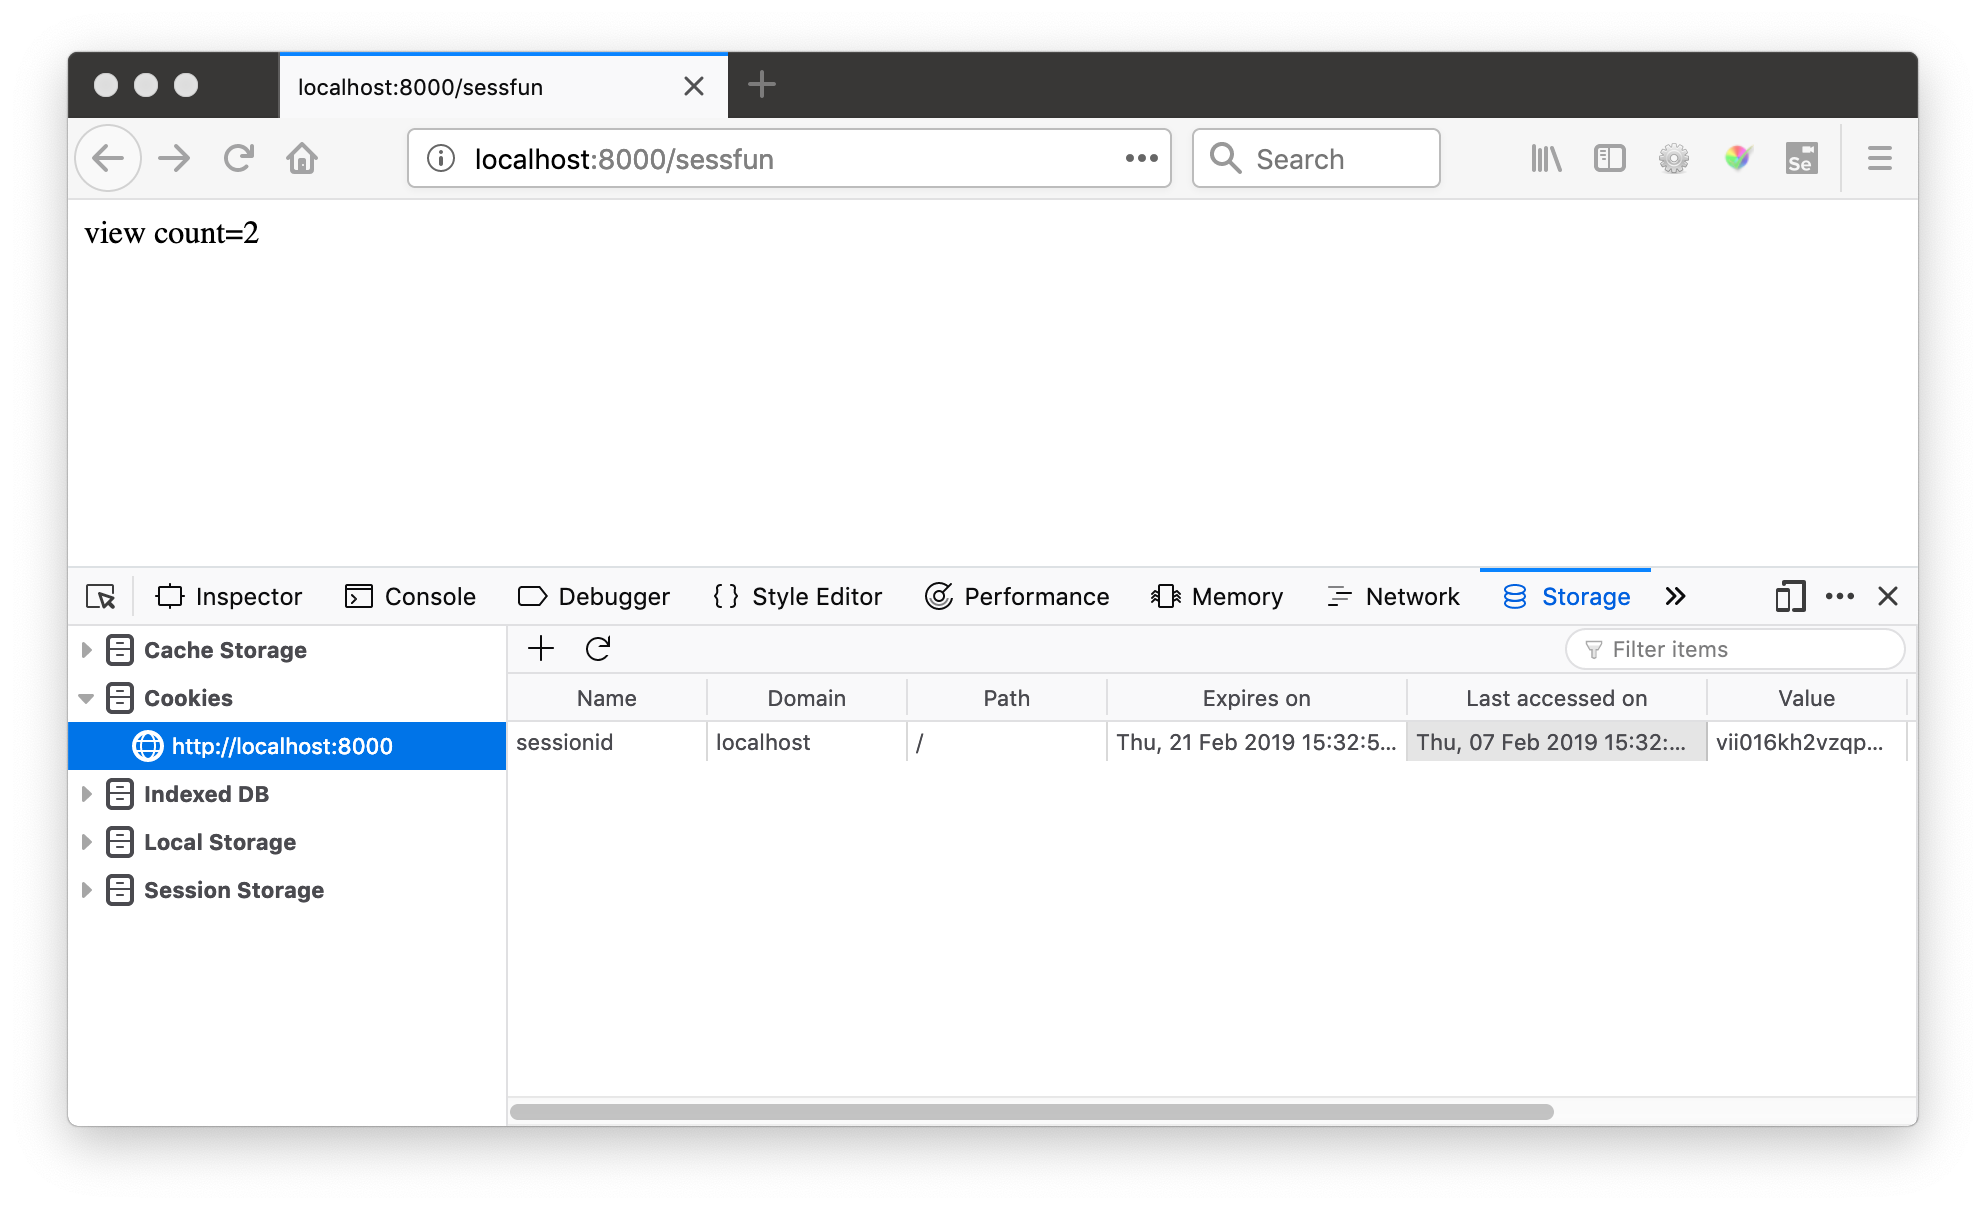 localhost:8000/sessfun
localhost:8000/sessfun
Search
Se
view count=2
Inspector Console Debugger Style Editor Performance Memory Network Storage
Cache Storage
Cookies
http://localhost:8000
Indexed DB
Local Storage
Session Storage
Filter items
Name Domain Path Expires on Last accessed on Value
sessionid localhost / Thu, 21 Feb 2019 15:32:5... Thu, 07 Feb 2019 15:32:... vii016kh2vzqp...